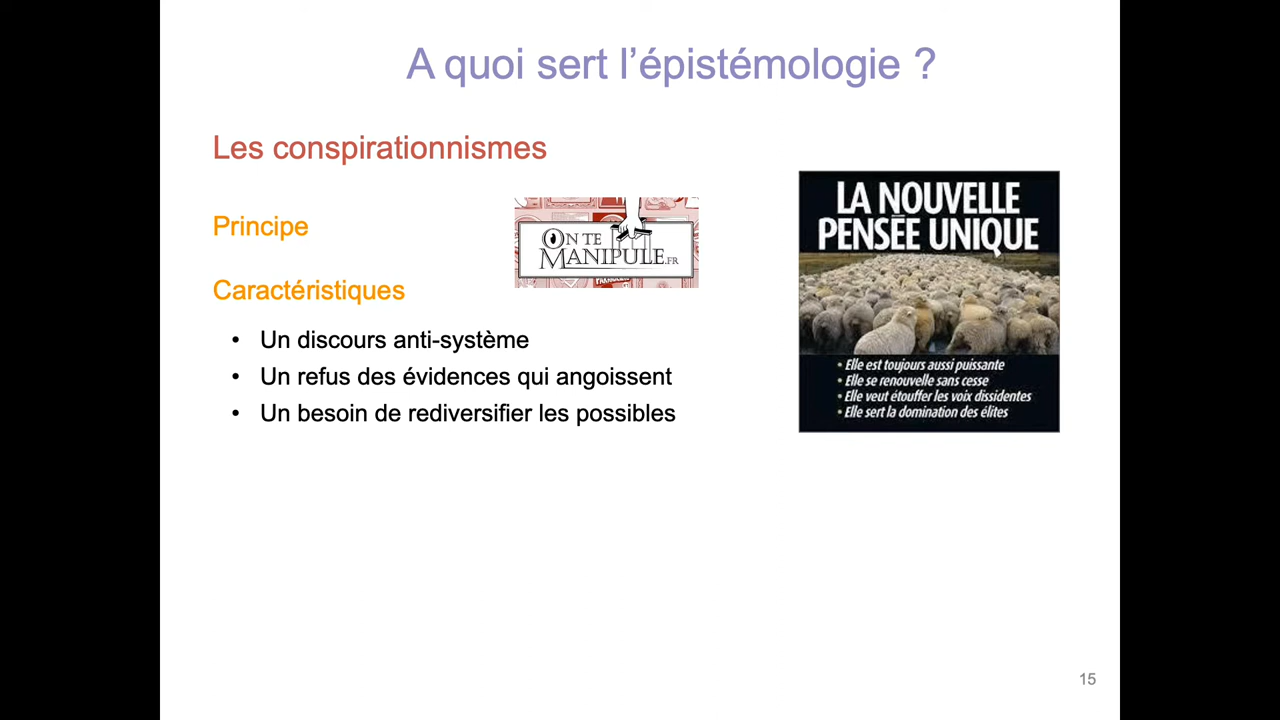 A quoi sert l’épistémologie ?
Les conspirationnismes
Principe
ON TE
MANIPULE.FR
Caractéristiques
• Un discours anti-système
• Un refus des évidences qui angoissent
• Un besoin de rediversifier les possibles
LA NOUVELLE
PENSÉE UNIQUE
• Elle est toujours aussi puissante
• Elle se renouvelle sans cesse
• Elle veut étouffer les voix dissidentes
• Elle sert la domination des élites
15